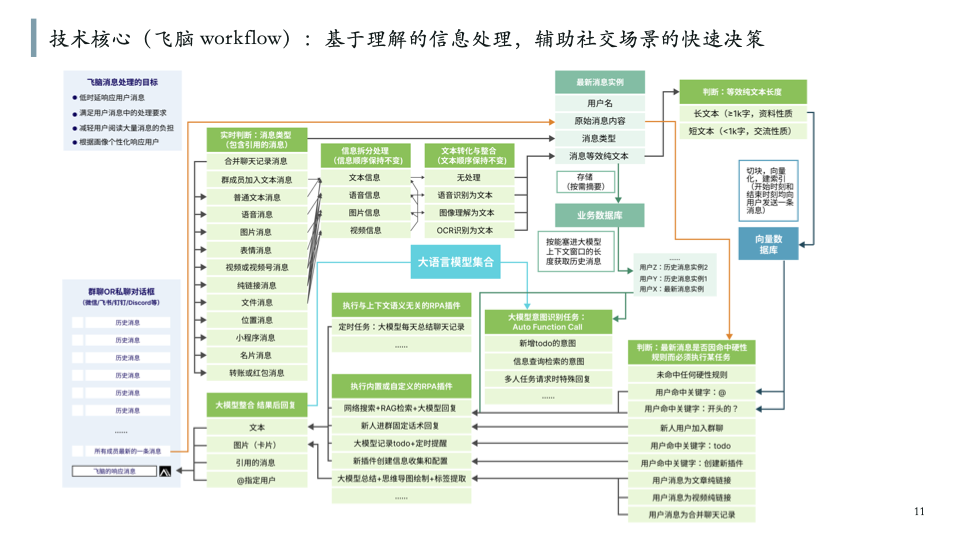 技术核心（飞脑 workflow）：基于理解的信息处理，辅助社交场景的快速决策
飞脑消息处理的目标
低时延响应用户消息
满足用户消息中的处理要求
减轻用户阅读大量消息的负担
根据画像个性化响应用户
群聊OR私聊对话框
（微信/飞书/钉钉/Discord等）
历史消息
历史消息
历史消息
历史消息
历史消息
历史消息
......
所有成员最新的一条消息
飞脑的响应消息
实时判断：消息类型
（包含引用的消息）
合并聊天记录消息
群成员加入文本消息
普通文本消息
语音消息
图片消息
表情消息
视频或视频号消息
纯链接消息
文件消息
位置消息
小程序消息
名片消息
转账或红包消息
大模型整合 结果后回复
文本
图片（卡片）
引用的消息
@指定用户
信息拆分处理
（信息顺序保持不变）
文本信息
语音信息
图片信息
视频信息
文本转化与整合
（文本顺序保持不变）
无处理
语音识别为文本
图像理解为文本
OCR识别为文本
大语言模型集合
执行与上下文语义无关的RPA插件
定时任务：大模型每天总结聊天记录
......
执行内置或自定义的RPA插件
网络搜索+RAG检索+大模型回复
新人进群固定话术回复
大模型记录todo+定时提醒
新插件创建信息收集和配置
大模型总结+思维导图绘制+标签提取
......
最新消息实例
用户名
原始消息内容
消息类型
消息等效纯文本
存储
（按需摘要）
业务数据库
按能塞进大模型
上下文窗口的长
度获取历史消息
......
用户Z：历史消息实例2
用户Y：历史消息实例1
用户X：最新消息实例
大模型意图识别任务：
Auto Function Call
新增todo的意图
信息查询检索的意图
多人任务请求时特殊回复
......
判断：等效纯文本长度
长文本（≥1k字，资料性质
短文本（<1k字，交流性质）
切块，向量
化，建索引
（开始时刻和
结束时刻均向
用户发送一条
消息）
向量数
据库
判断：最新消息是否因命中硬性
规则而必须执行某任务
未命中任何硬性规则
用户命中关键字：@
用户命中关键字：开头的？
新人用户加入群聊
用户命中关键字：todo
用户命中关键字：创建新插件
用户消息为文章纯链接
用户消息为视频纯链接
用户消息为合并聊天记录
11